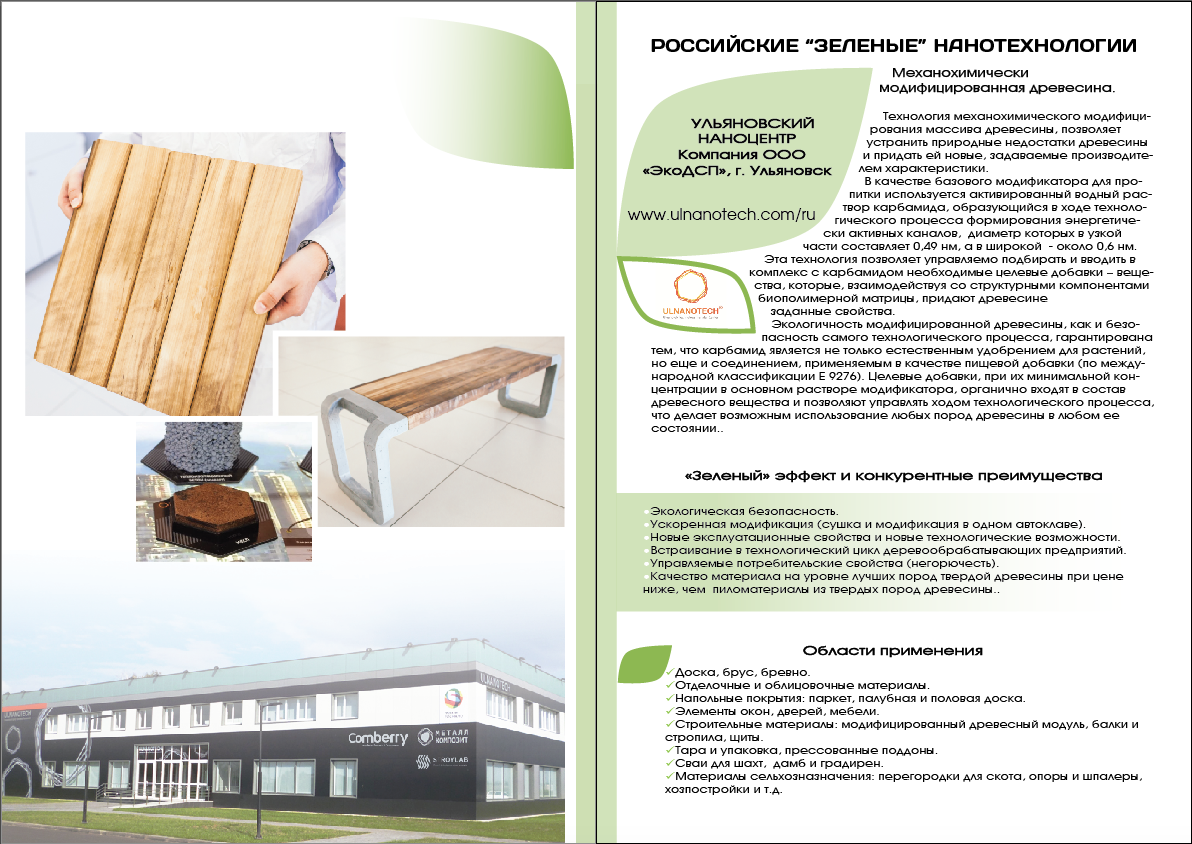 РОССИЙСКИЕ “ЗЕЛЕНЫЕ” НАНОТЕХНОЛОГИИ
УЛЬЯНОВСКИЙ
НАНОЦЕНТР
Компания ООО
«ЭкоДСП», г. Ульяновск
www.ulnanotech.com/ru
ULNANOTECH
Механохимически
модифицированная древесина.
Технология механохимического модифици-
рования массива древесины, позволяет
устранить природные недостатки древесины
и придать ей новые, задаваемые производите-
лем характеристики.
В качестве базового модификатора для про-
питки используется активированный водный рас-
твор карбамида, образующийся в ходе техноло-
гического процесса формирования энергетиче-
ски активных каналов, диаметр которых в узкой
части составляет 0,49 нм, а в широкой - около 0,6 нм.
Эта технология позволяет управляемо подбирать и вводить в
комплекс с карбамидом необходимые целевые добавки – веще-
ства, которые, взаимодействуя со структурными компонентами
биополимерной матрицы, придают древесине
заданные свойства.
Экологичность модифицированной древесины, как и безо-
пасность самого технологического процесса, гарантирована
тем, что карбамид является не только естественным удобрением для растений,
но еще и соединением, применяемым в качестве пищевой добавки (по между-
народной классификации Е 9276). Целевые добавки, при их минимальной кон-
центрации в основном растворе модификатора, органично входят в состав
древесного вещества и позволяют управлять ходом технологического процесса,
что делает возможным использование любых пород древесины в любом ее
состоянии..
«Зеленый» эффект и конкурентные преимущества
•Экологическая безопасность.
•Ускоренная модификация (сушка и модификация в одном автоклаве).
•Новые эксплуатационные свойства и новые технологические возможности.
•Встраивание в технологический цикл деревообрабатывающих предприятий.
•Управляемые потребительские свойства (негорючесть).
•Качество материала на уровне лучших пород твердой древесины при цене
ниже, чем пиломатериалы из твердых пород древесины..
Области применения
✓Доска, брус, бревно.
✓Отделочные и облицовочные материалы.
✓Напольные покрытия: паркет, палубная и половая доска.
✓Элементы окон, дверей, мебели.
✓Строительные материалы: модифицированный древесный модуль, балки и
стропила, щиты.
✓Тара и упаковка, прессованные поддоны.
✓Сваи для шахт, дамб и градирен.
✓Материалы сельхозназначения: перегородки для скота, опоры и шпалеры,
хозпостройки и т.д.
ULNANOTECH
ULNANOTECH
Comberry
МЕТАЛЛ
КОМПОЗИТ